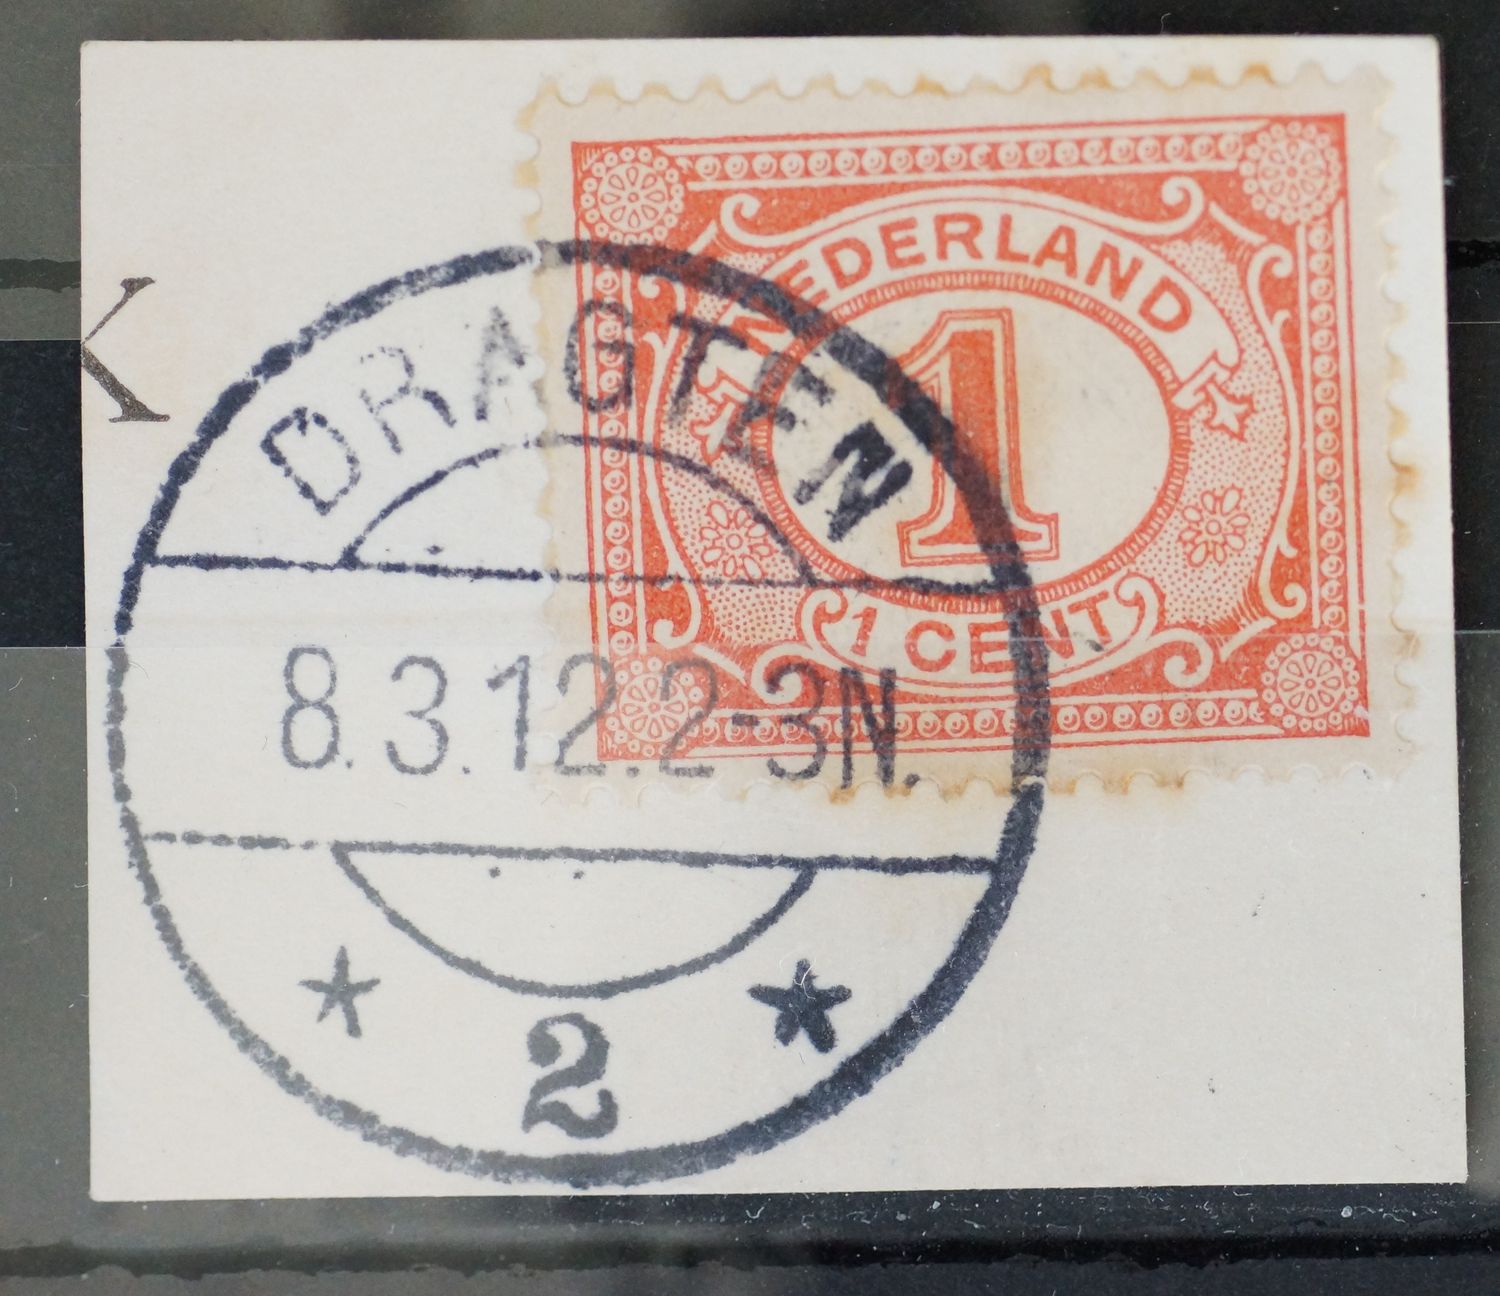 K
NEDERLAND
1
1 CENT
DRAGTEN
8.3.12.2-3N.
* 2 *